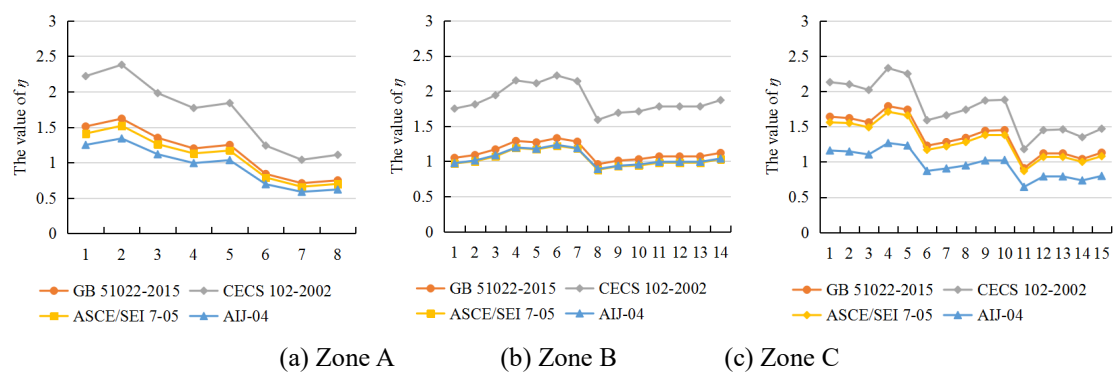 The value of η
3
2.5
2
1.5
1
0.5
0
1 2 3 4 5 6 7 8
GB 51022-2015 CECS 102-2002
ASCE/SEI 7-05 AIJ-04
The value of η
3
2.5
2
1.5
1
0.5
0
1 2 3 4 5 6 7 8 9 10 11 12 13 14
GB 51022-2015 CECS 102-2002
ASCE/SEI 7-05 AIJ-04
The value of η
3
2.5
2
1.5
1
0.5
0
1 2 3 4 5 6 7 8 9 10 11 12 13 14 15
GB 51022-2015 CECS 102-2002
ASCE/SEI 7-05 AIJ-04
(a) Zone A (b) Zone B (c) Zone C